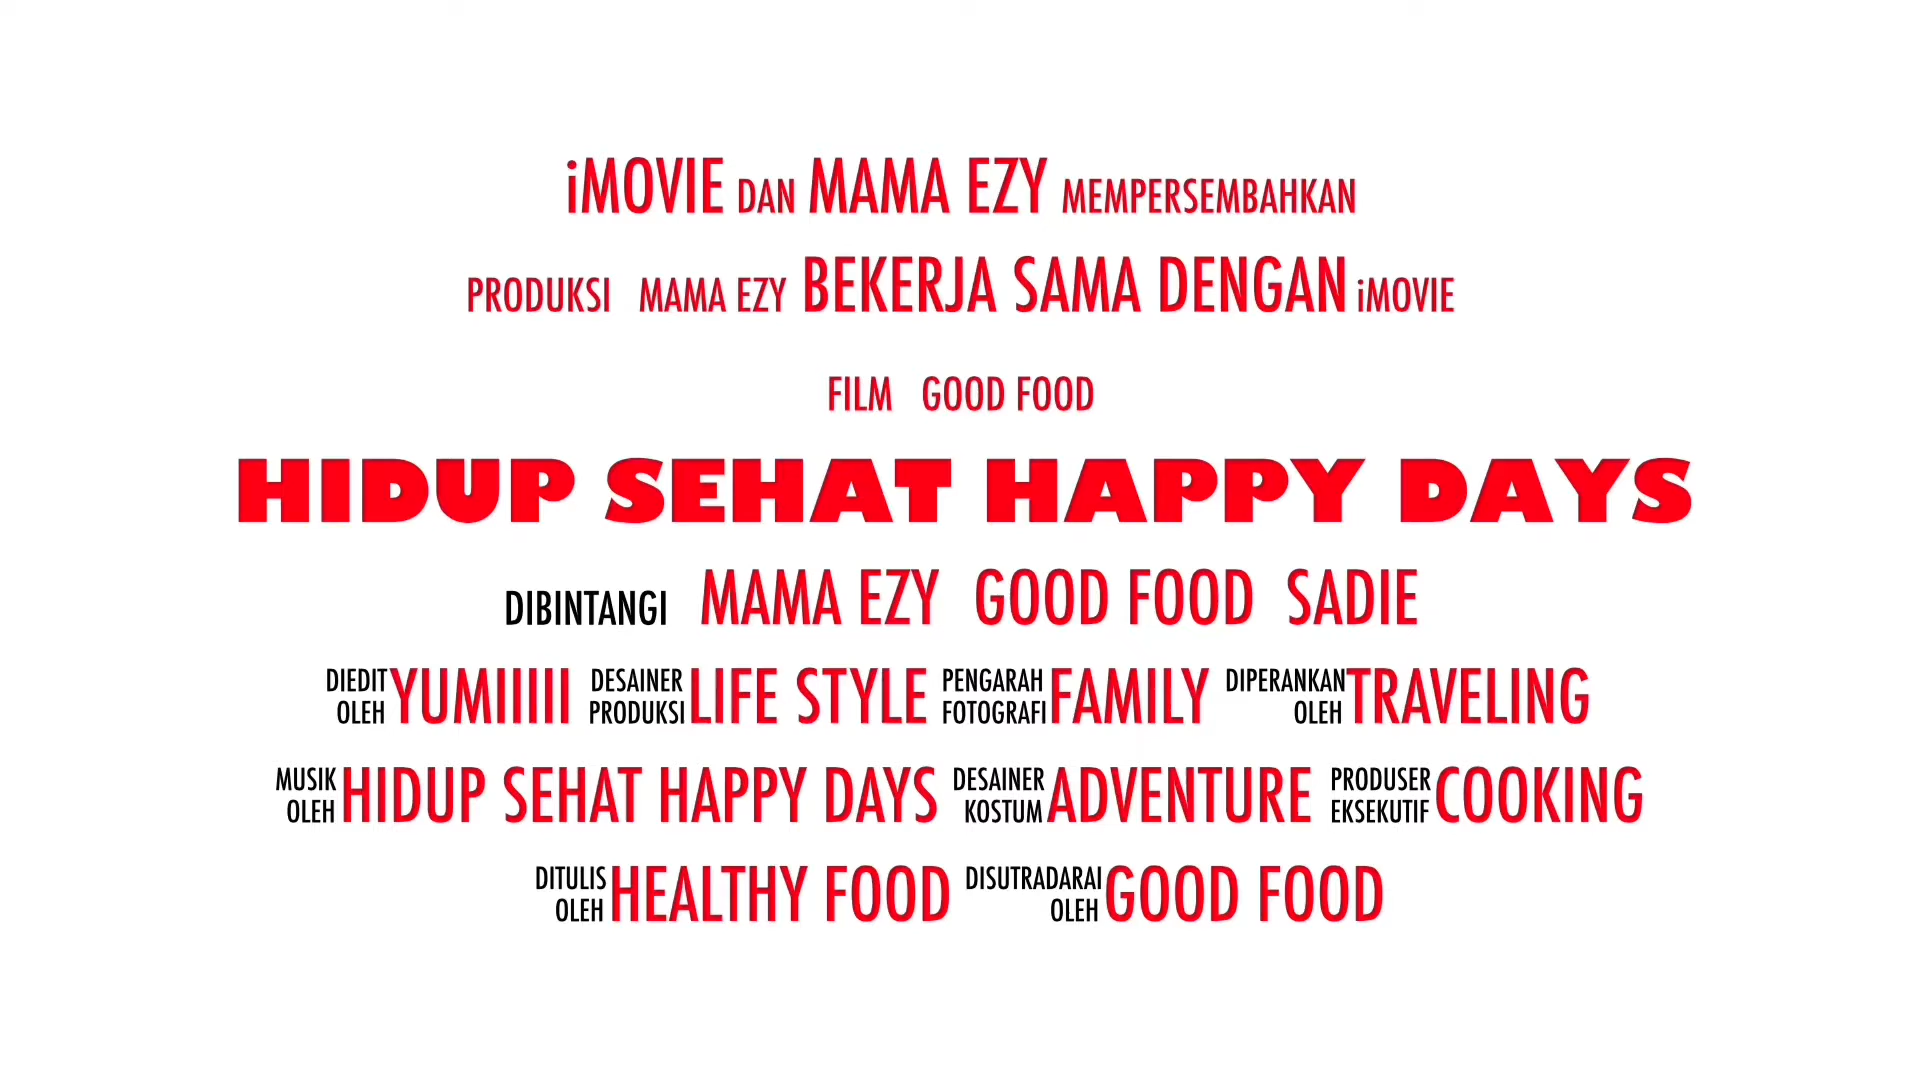 iMOVIE DAN MAMA EZY MEMPERSEMBAHKAN
PRODUKSI MAMA EZY BEKERJA SAMA DENGAN iMOVIE
FILM GOOD FOOD
HIDUP SEHAT HAPPY DAYS
DIBINTANGI MAMA EZY GOOD FOOD SADIE
DIEDIT OLEH YUMIIIII DESAINER PRODUKSI LIFE STYLE PENGARAH FOTOGRAFI FAMILY DIPERANKAN OLEH TRAVELING
MUSIK OLEH HIDUP SEHAT HAPPY DAYS DESAINER KOSTUM ADVENTURE PRODUSER EKSEKUTIF COOKING
DITULIS OLEH HEALTHY FOOD DISUTRADARAI OLEH GOOD FOOD